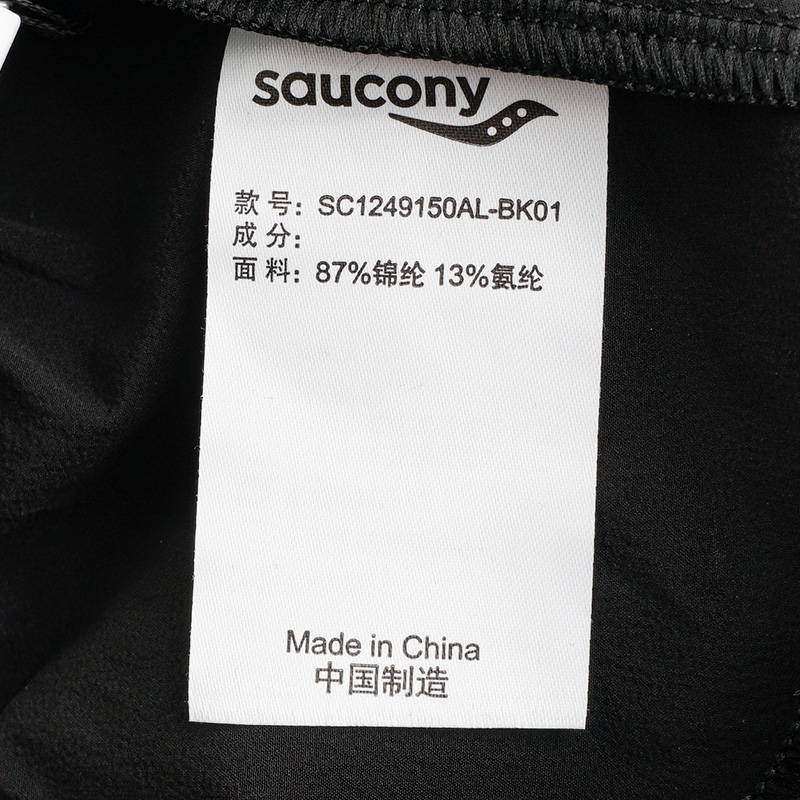 saucony
款号：SC1249150AL-BK01
成分：
面料：87%锦纶 13%氨纶
Made in China
中国制造